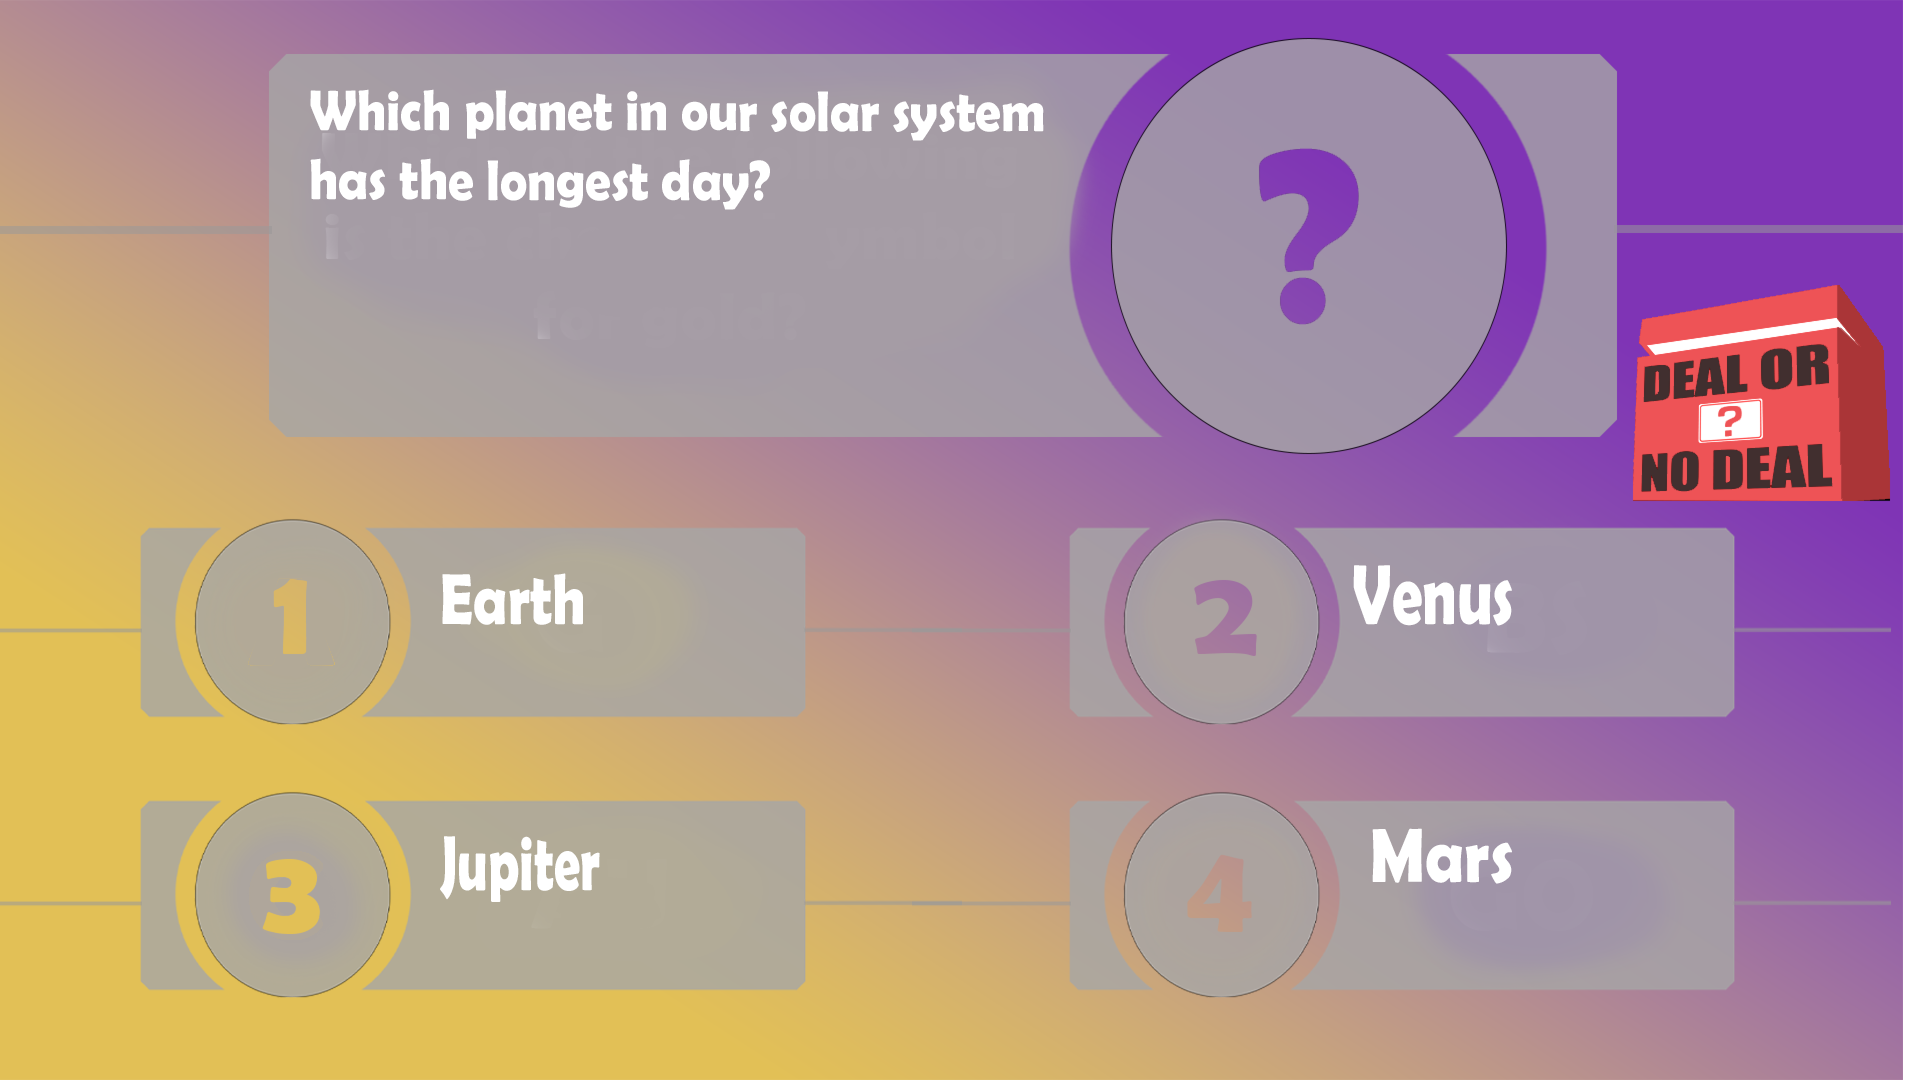 Which planet in our solar system
has the longest day?
?
DEAL OR
?
NO DEAL
1
Earth
2
Venus
3
Jupiter
4
Mars